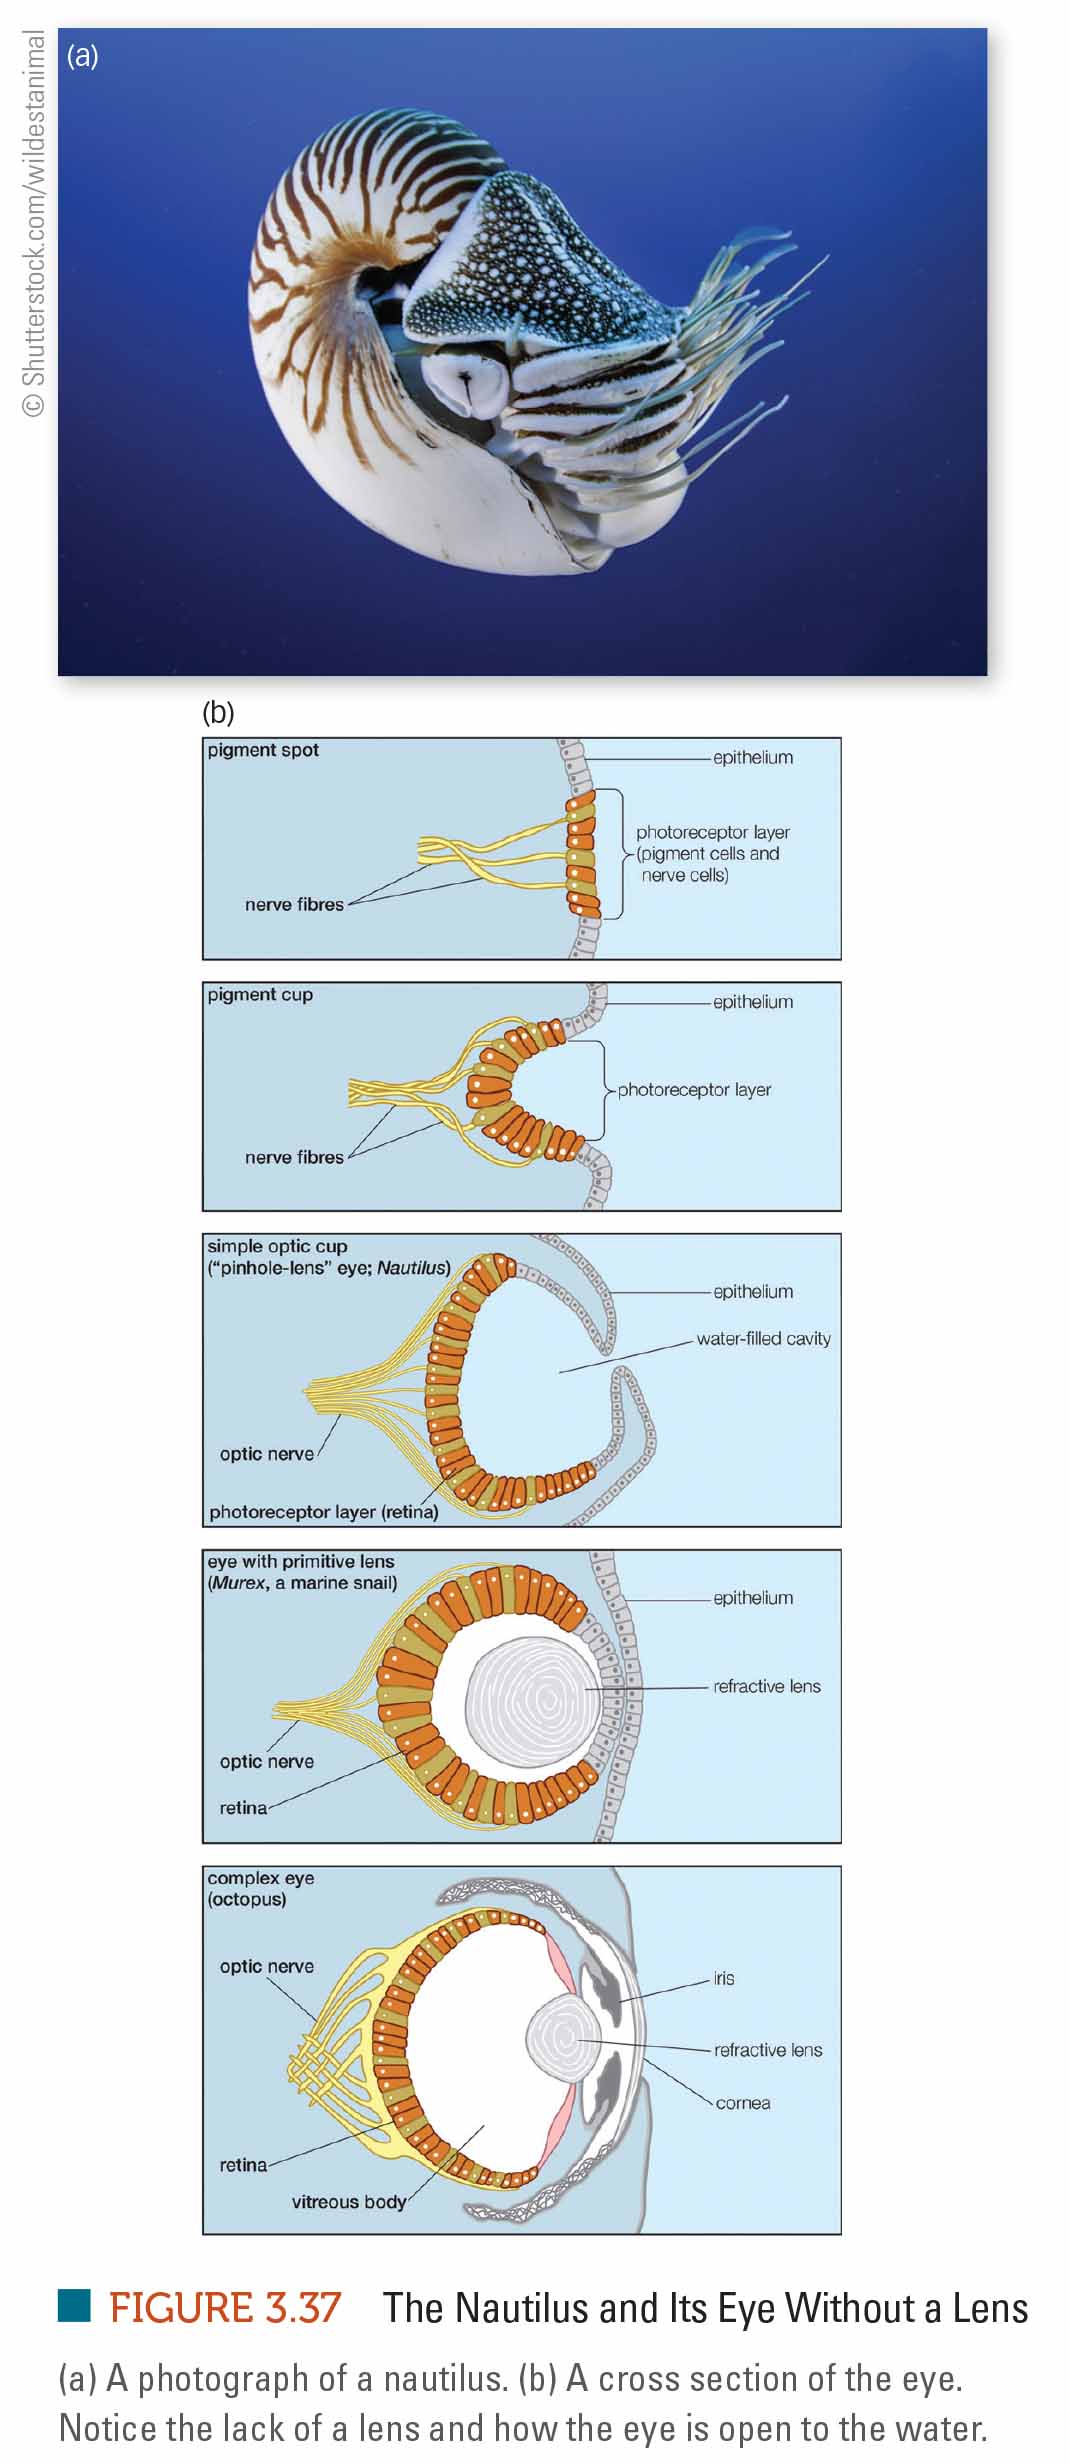 © Shutterstock.com/wildestanimal
(a)
(b)
pigment spot
epithelium
photoreceptor layer
(pigment cells and
nerve cells)
nerve fibres
pigment cup
epithelium
photoreceptor layer
nerve fibres
simple optic cup
(“pinhole-lens” eye; Nautilus)
epithelium
water-filled cavity
optic nerve
photoreceptor layer (retina)
eye with primitive lens
(Murex, a marine snail)
epithelium
refractive lens
optic nerve
retina
complex eye
(octopus)
optic nerve
iris
refractive lens
cornea
retina
vitreous body
FIGURE 3.37 The Nautilus and Its Eye Without a Lens
(a) A photograph of a nautilus. (b) A cross section of the eye.
Notice the lack of a lens and how the eye is open to the water.